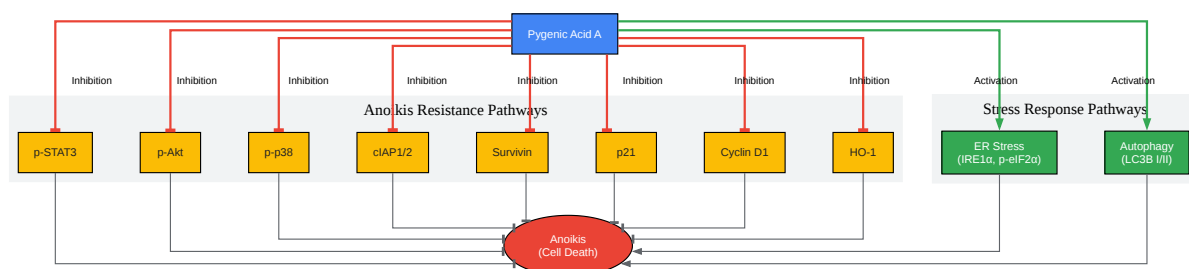 Pygenic Acid A
Inhibition
Inhibition
Inhibition
Inhibition
Inhibition
Inhibition
Inhibition
Inhibition
Activation
Activation
Anoikis Resistance Pathways
Stress Response Pathways
p-STAT3
p-Akt
p-p38
cIAP1/2
Survivin
p21
Cyclin D1
HO-1
ER Stress
(IRE1α, p-eIF2α)
Autophagy
(LC3B I/II)
Anoikis
(Cell Death)